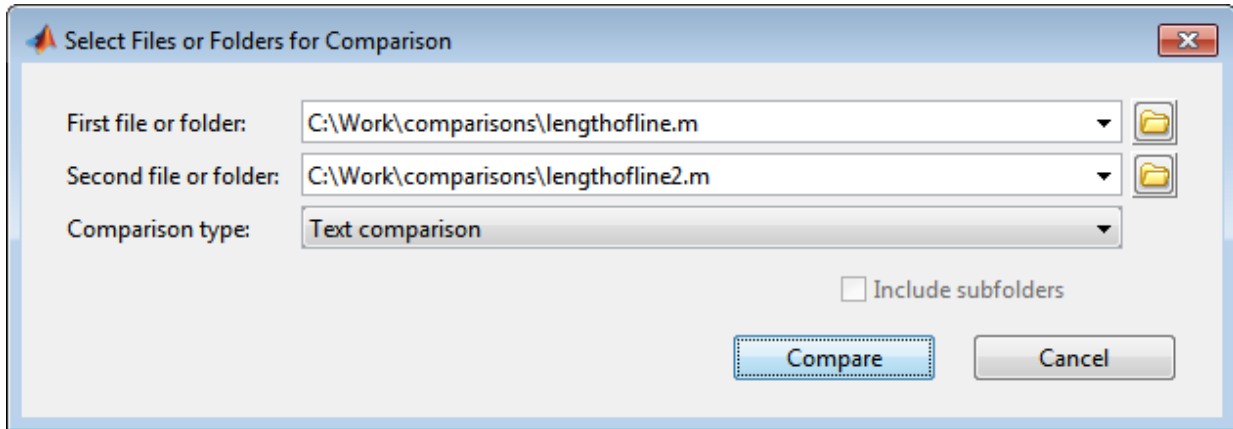 Select Files or Folders for Comparison
First file or folder: C:\Work\comparisons\lengthofline.m
Second file or folder: C:\Work\comparisons\lengthofline2.m
Comparison type: Text comparison
Include subfolders
Compare Cancel